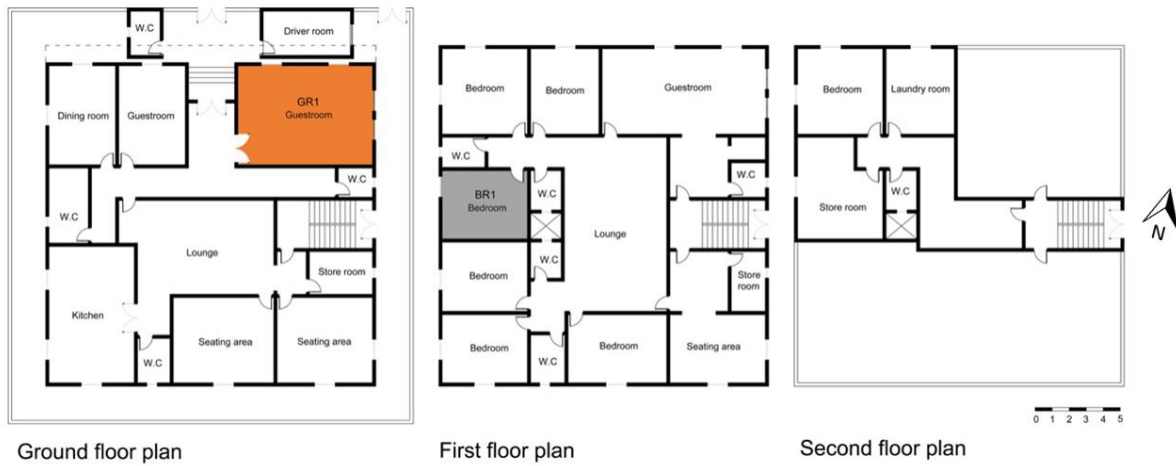 W.C
Driver room
Dining room
Guestroom
GR1
Guestroom
W.C
W.C
Lounge
Store room
Kitchen
Seating area
Seating area
W.C
Ground floor plan
Bedroom
Bedroom
Guestroom
W.C
W.C
W.C
BR1
Bedroom
Lounge
W.C
Bedroom
Store
room
Bedroom
W.C
Bedroom
Seating area
First floor plan
Bedroom
Laundry room
W.C
Store room
N
0 1 2 3 4 5
Second floor plan